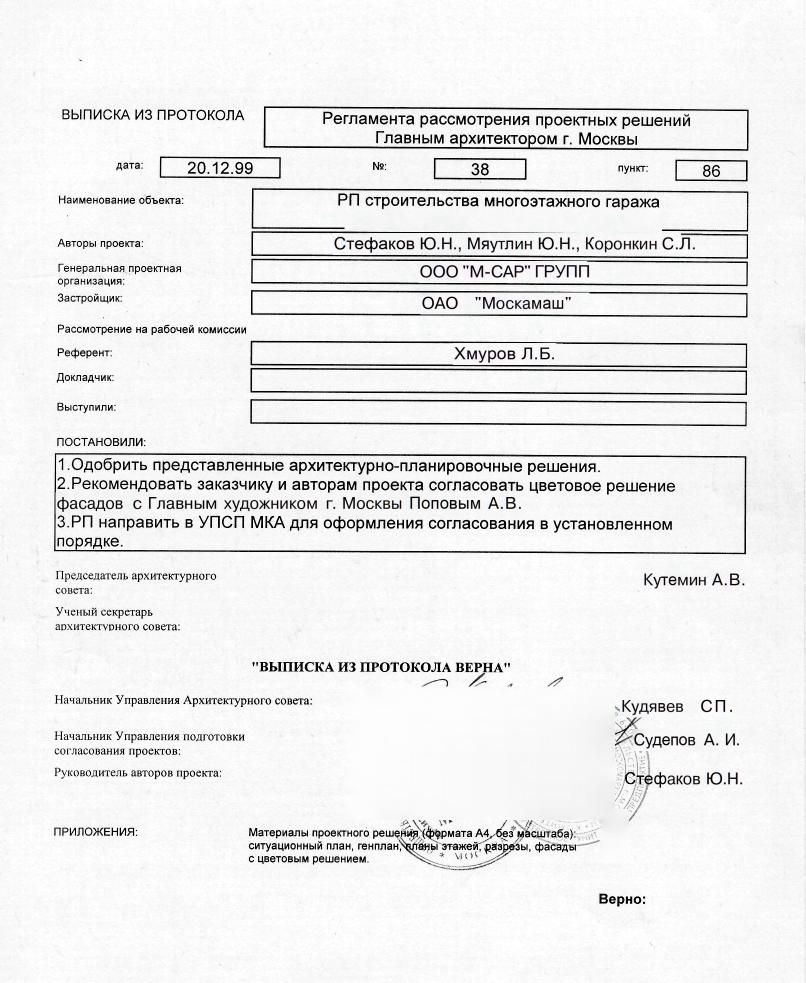 ВЫПИСКА ИЗ ПРОТОКОЛА
Регламента рассмотрения проектных решений
Главным архитектором г. Москвы
дата: 20.12.99 №: 38 пункт: 86
Наименование объекта: РП строительства многоэтажного гаража
Авторы проекта: Стефаков Ю.Н., Мяутлин Ю.Н., Коронкин С.Л.
Генеральная проектная
организация: ООО "М-САР" ГРУПП
Застройщик: ОАО "Москамаш"
Рассмотрение на рабочей комиссии
Референт: Хмуров Л.Б.
Докладчик:
Выступили:
ПОСТАНОВИЛИ:
1.Одобрить представленные архитектурно-планировочные решения.
2.Рекомендовать заказчику и авторам проекта согласовать цветовое решение
фасадов с Главным художником г. Москвы Поповым А.В.
3.РП направить в УПСП МКА для оформления согласования в установленном
порядке.
Председатель архитектурного
совета: Кутемин А.В.
Ученый секретарь
архитектурного совета:
"ВЫПИСКА ИЗ ПРОТОКОЛА ВЕРНА"
Начальник Управления Архитектурного совета: Кудявев СП.
Начальник Управления подготовки
согласования проектов: Судепов А. И.
Руководитель авторов проекта: Стефаков Ю.Н.
ПРИЛОЖЕНИЯ: Материалы проектного решения (формата А4, без масштаба):
ситуационный план, генплан, планы этажей, разрезы, фасады
с цветовым решением.
Верно: